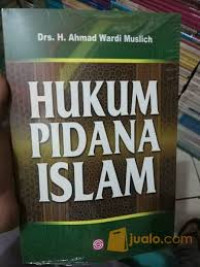 Drs. H. Ahmad Wardi Muslich
HUKUM
PIDANA
ISLAM
jualo.com